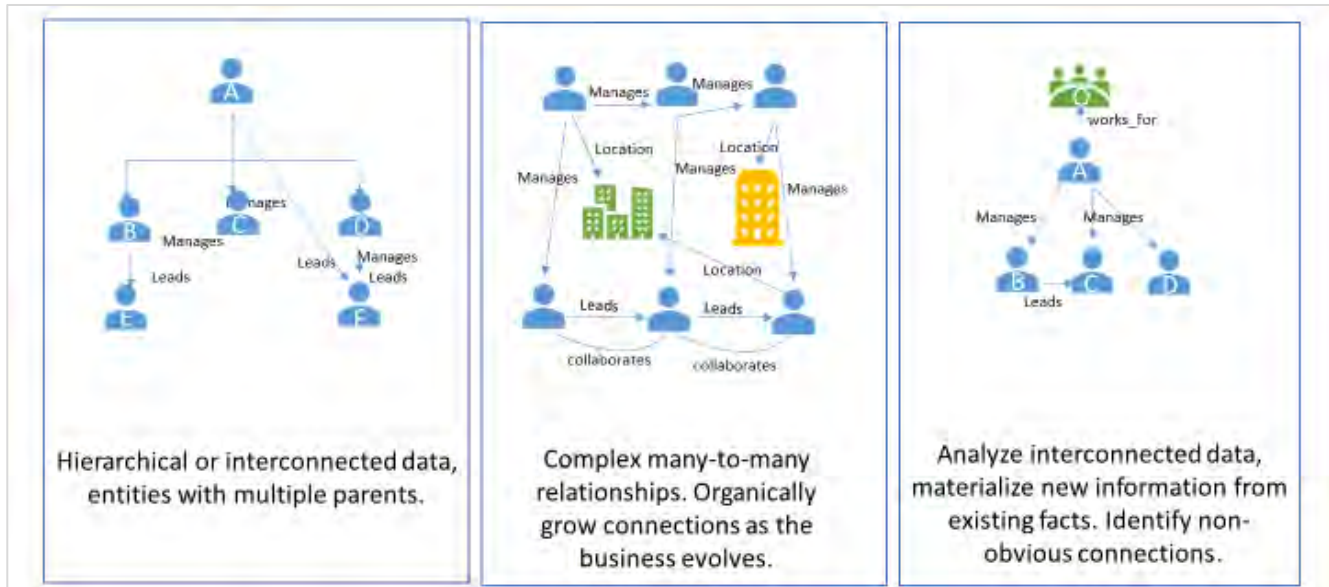 A
Manages
B
C
D
Manages
Manages
Leads
Leads
Leads
E
F
Hierarchical or interconnected data,
entities with multiple parents.
Manages
Manages
Location
Location
Manages
Manages
Manages
Location
Leads
Leads
collaborates
collaborates
Complex many-to-many
relationships. Organically
grow connections as the
business evolves.
O
works_for
A
Manages
Manages
B
C
D
Leads
Analyze interconnected data,
materialize new information from
existing facts. Identify non-
obvious connections.